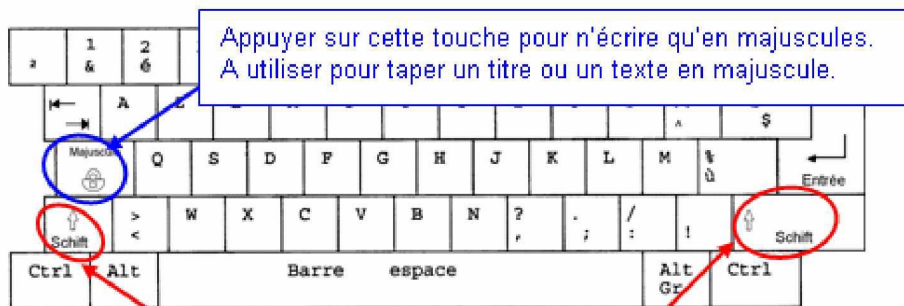 Appuyer sur cette touche pour n'écrire qu'en majuscules.
A utiliser pour taper un titre ou un texte en majuscule.
1 2
² & é
A
^ $
Q S D F G H J K L M %
ù
Entrée
> W X C V B N ? . / 
< , ; : !
Schift Schift
Ctrl Alt Barre espace Alt Ctrl
Gr